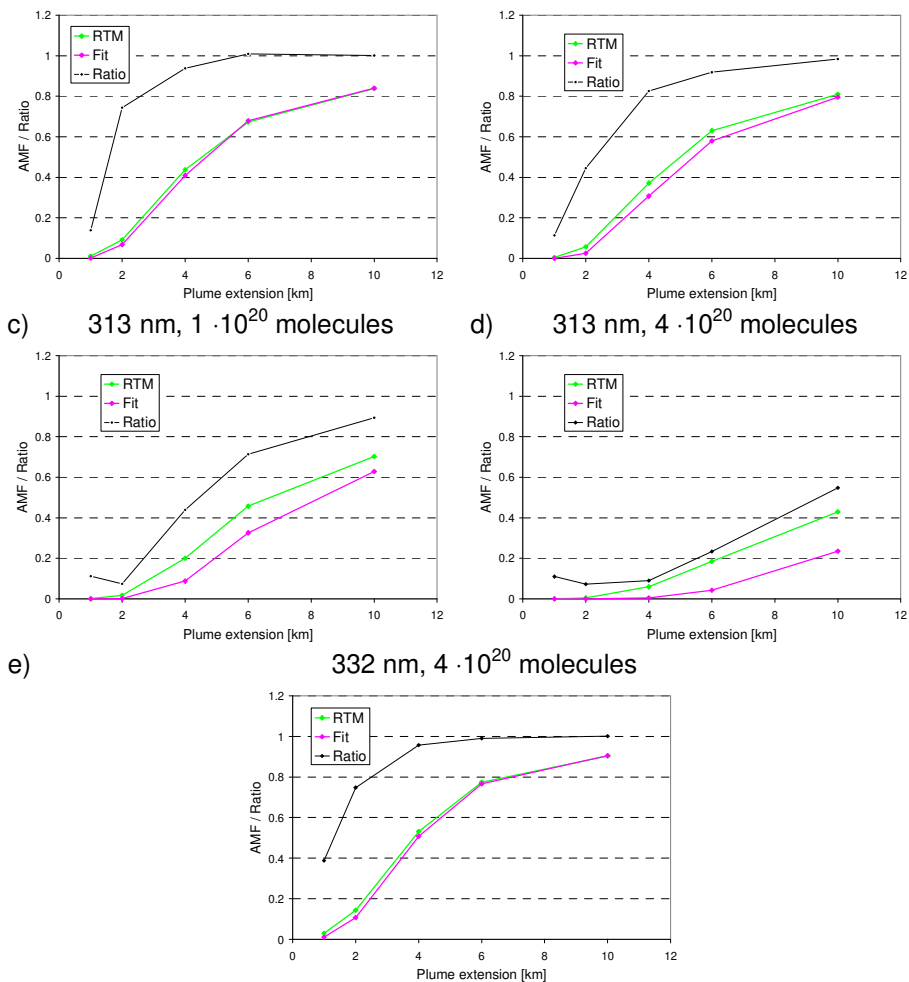 1.2
1
0.8
0.6
0.4
0.2
0
AMF / Ratio
RTM
Fit
Ratio
0 2 4 6 8 10 12
Plume extension [km]
1.2
1
0.8
0.6
0.4
0.2
0
AMF / Ratio
RTM
Fit
Ratio
0 2 4 6 8 10 12
Plume extension [km]
c) 313 nm, 1 ·10²⁰ molecules
d) 313 nm, 4 ·10²⁰ molecules
1.2
1
0.8
0.6
0.4
0.2
0
AMF / Ratio
RTM
Fit
Ratio
0 2 4 6 8 10 12
Plume extension [km]
1.2
1
0.8
0.6
0.4
0.2
0
AMF / Ratio
RTM
Fit
Ratio
0 2 4 6 8 10 12
Plume extension [km]
e) 332 nm, 4 ·10²⁰ molecules
1.2
1
0.8
0.6
0.4
0.2
0
AMF / Ratio
RTM
Fit
Ratio
0 2 4 6 8 10 12
Plume extension [km]